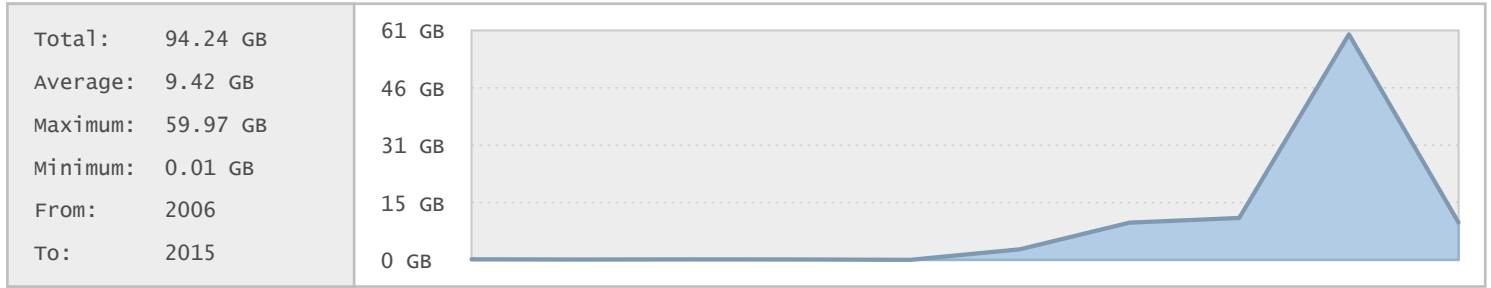 Total: 94.24 GB
Average: 9.42 GB
Maximum: 59.97 GB
Minimum: 0.01 GB
From: 2006
To: 2015
61 GB
46 GB
31 GB
15 GB
0 GB